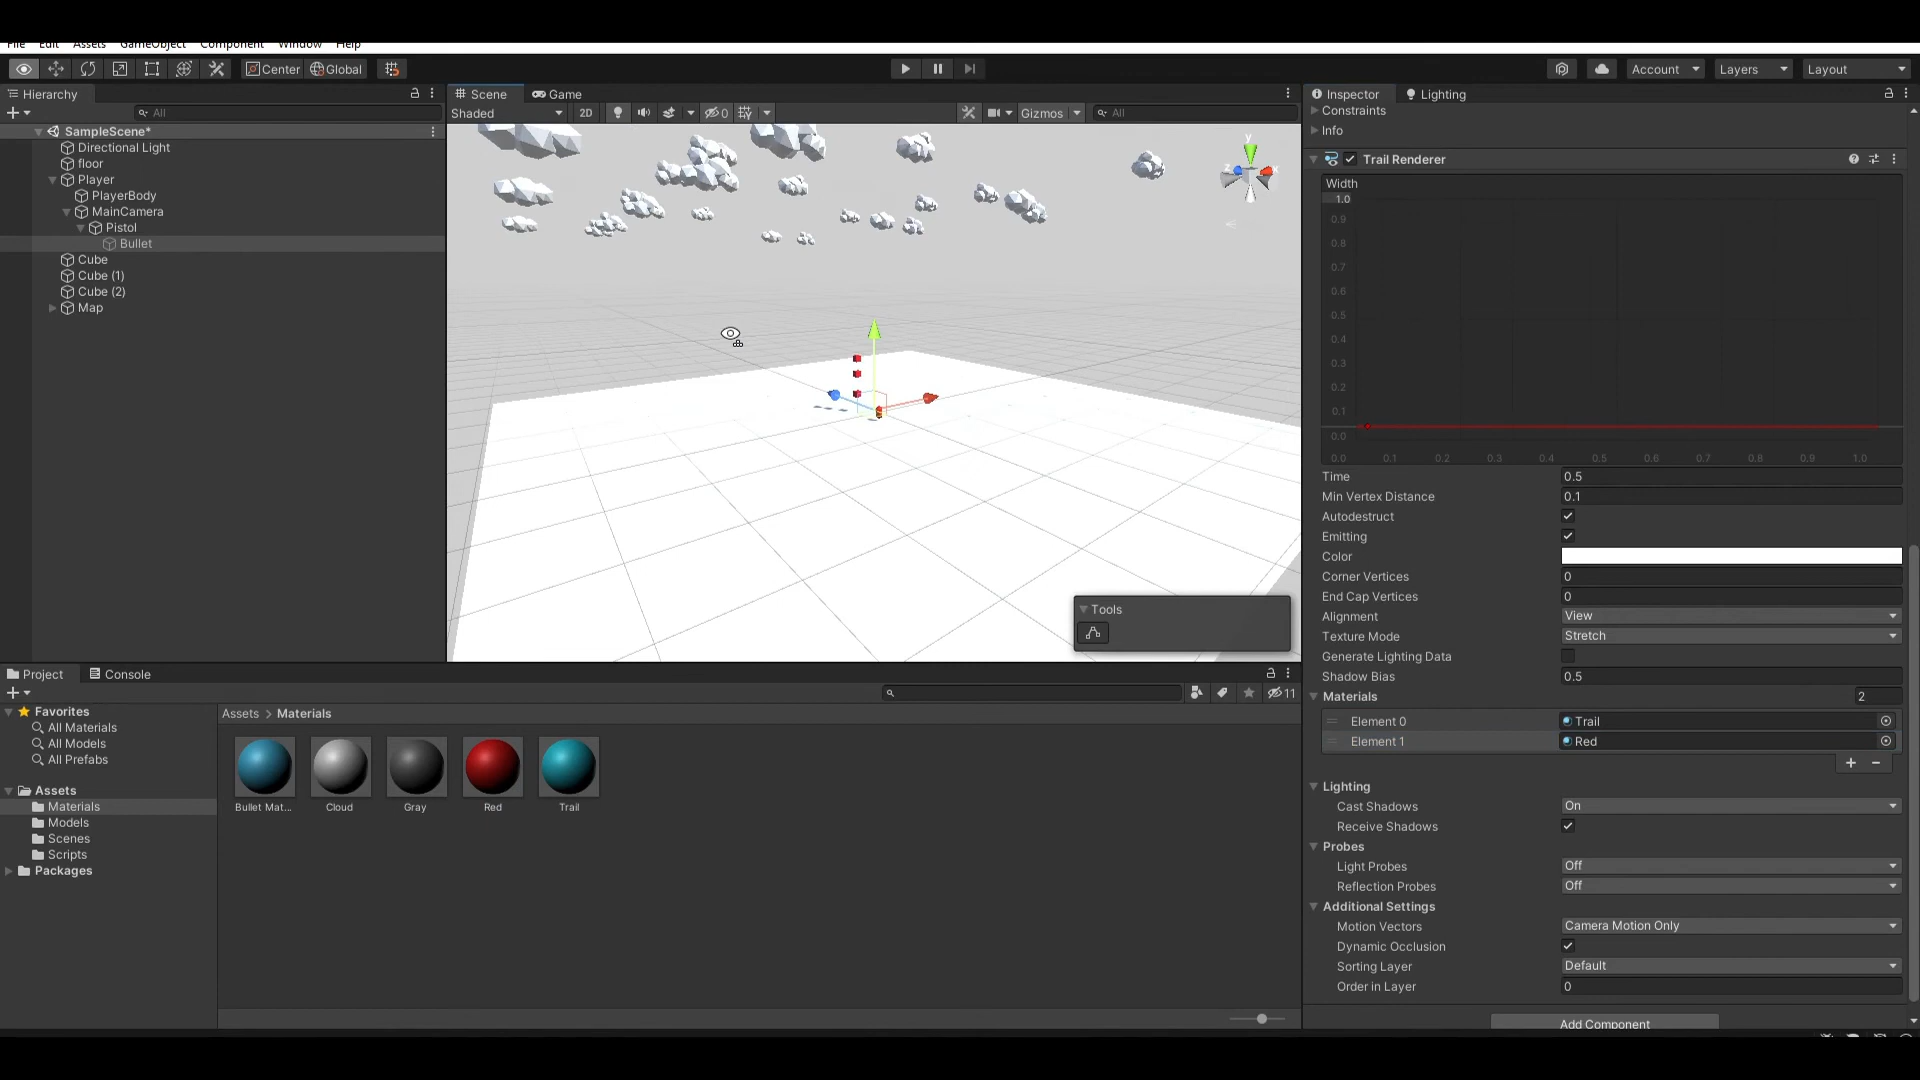 File Edit Assets GameObject Component Window Help
Center Global Account Layers Layout
Hierarchy
All
SampleScene*
Directional Light
floor
Player
PlayerBody
MainCamera
Pistol
Bullet
Cube
Cube (1)
Cube (2)
Map
Scene Game
Shaded 2D 0 Gizmos All
y
x
z
Tools
Inspector Lighting
Constraints
Info
Trail Renderer
Width
1.0
0.9
0.8
0.7
0.6
0.5
0.4
0.3
0.2
0.1
0.0
0.0 0.1 0.2 0.3 0.4 0.5 0.6 0.7 0.8 0.9 1.0
Time 0.5
Min Vertex Distance 0.1
Autodestruct
Emitting
Color
Corner Vertices 0
End Cap Vertices 0
Alignment View
Texture Mode Stretch
Generate Lighting Data
Shadow Bias 0.5
Materials 2
Element 0 Trail
Element 1 Red
Lighting
Cast Shadows On
Receive Shadows
Probes
Light Probes Off
Reflection Probes Off
Additional Settings
Motion Vectors Camera Motion Only
Dynamic Occlusion
Sorting Layer Default
Order in Layer 0
Add Component
Project Console
11
Favorites
All Materials
All Models
All Prefabs
Assets
Materials
Models
Scenes
Scripts
Packages
Assets > Materials
Bullet Mat... Cloud Gray Red Trail